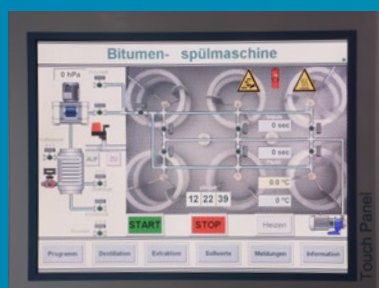 Bitumen- spülmaschine
0 hPa
0 sec
AUF ZU
0 sec
0.0 °C
12 22 39
0 °C
START STOP Heizen
Programm Destillation Extraktion Sollwerte Meldungen Information
Touch Panel